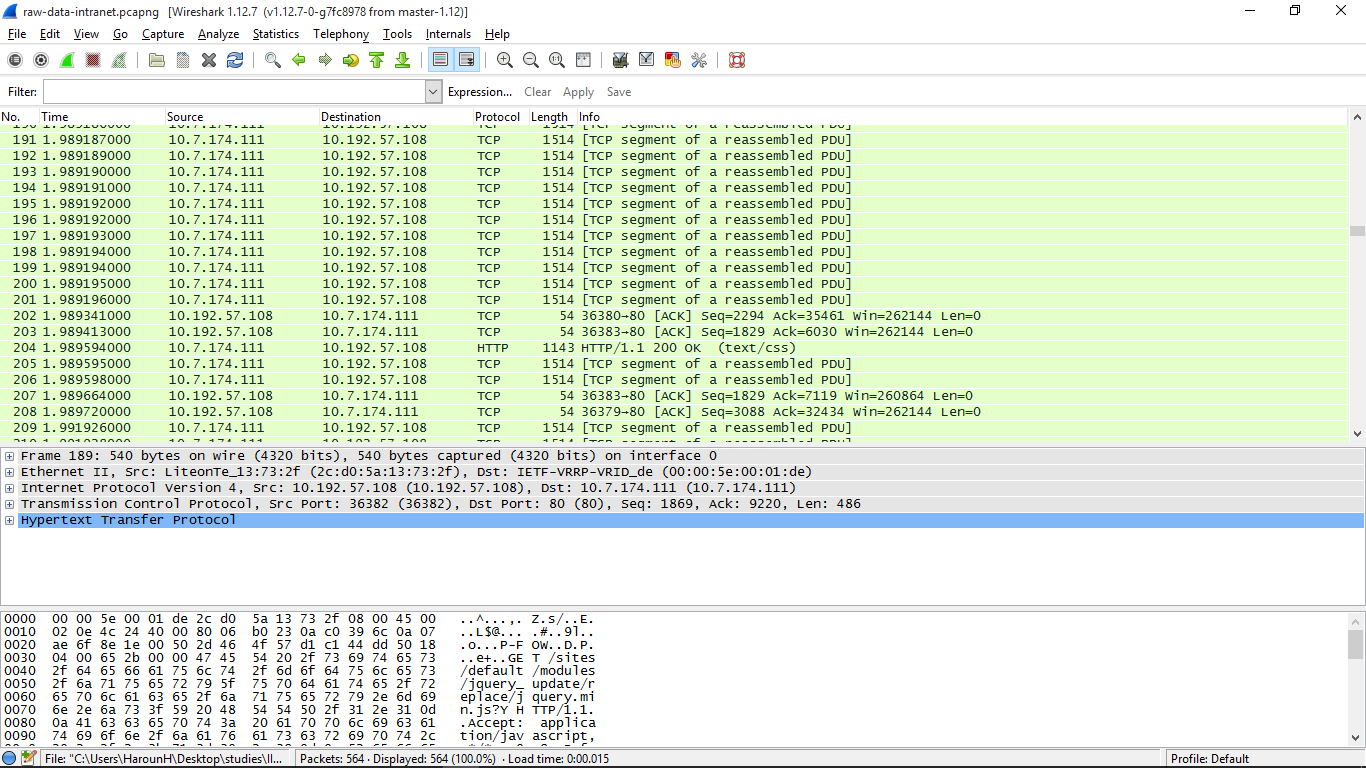 raw-data-intranet.pcapng [Wireshark 1.12.7 (v1.12.7-0-g7fc8978 from master-1.12)]
File Edit View Go Capture Analyze Statistics Telephony Tools Internals Help
Filter: Expression... Clear Apply Save
No. Time Source Destination Protocol Length Info
191 1.989187000 10.7.174.111 10.192.57.108 TCP 1514 [TCP segment of a reassembled PDU]
192 1.989189000 10.7.174.111 10.192.57.108 TCP 1514 [TCP segment of a reassembled PDU]
193 1.989190000 10.7.174.111 10.192.57.108 TCP 1514 [TCP segment of a reassembled PDU]
194 1.989191000 10.7.174.111 10.192.57.108 TCP 1514 [TCP segment of a reassembled PDU]
195 1.989192000 10.7.174.111 10.192.57.108 TCP 1514 [TCP segment of a reassembled PDU]
196 1.989192000 10.7.174.111 10.192.57.108 TCP 1514 [TCP segment of a reassembled PDU]
197 1.989193000 10.7.174.111 10.192.57.108 TCP 1514 [TCP segment of a reassembled PDU]
198 1.989194000 10.7.174.111 10.192.57.108 TCP 1514 [TCP segment of a reassembled PDU]
199 1.989194000 10.7.174.111 10.192.57.108 TCP 1514 [TCP segment of a reassembled PDU]
200 1.989195000 10.7.174.111 10.192.57.108 TCP 1514 [TCP segment of a reassembled PDU]
201 1.989196000 10.7.174.111 10.192.57.108 TCP 1514 [TCP segment of a reassembled PDU]
202 1.989341000 10.192.57.108 10.7.174.111 TCP 54 36380→80 [ACK] Seq=2294 Ack=35461 Win=262144 Len=0
203 1.989413000 10.192.57.108 10.7.174.111 TCP 54 36383→80 [ACK] Seq=1829 Ack=6030 Win=262144 Len=0
204 1.989594000 10.7.174.111 10.192.57.108 HTTP 1143 HTTP/1.1 200 OK (text/css)
205 1.989595000 10.7.174.111 10.192.57.108 TCP 1514 [TCP segment of a reassembled PDU]
206 1.989598000 10.7.174.111 10.192.57.108 TCP 1514 [TCP segment of a reassembled PDU]
207 1.989664000 10.192.57.108 10.7.174.111 TCP 54 36383→80 [ACK] Seq=1829 Ack=7119 Win=260864 Len=0
208 1.989720000 10.192.57.108 10.7.174.111 TCP 54 36379→80 [ACK] Seq=3088 Ack=32434 Win=262144 Len=0
209 1.991926000 10.7.174.111 10.192.57.108 TCP 1514 [TCP segment of a reassembled PDU]
Frame 189: 540 bytes on wire (4320 bits), 540 bytes captured (4320 bits) on interface 0
Ethernet II, Src: LiteonTe_13:73:2f (2c:d0:5a:13:73:2f), Dst: IETF-VRRP-VRID_de (00:00:5e:00:01:de)
Internet Protocol Version 4, Src: 10.192.57.108 (10.192.57.108), Dst: 10.7.174.111 (10.7.174.111)
Transmission Control Protocol, Src Port: 36382 (36382), Dst Port: 80 (80), Seq: 1869, Ack: 9220, Len: 486
Hypertext Transfer Protocol
0000 00 00 5e 00 01 de 2c d0 5a 13 73 2f 08 00 45 00 ..^...,. Z.s/..E.
0010 02 0e 4c 24 40 00 80 06 b0 23 0a c0 39 6c 0a 07 ..L$@... .#..9l..
0020 ae 6f 8e 1e 00 50 2d 46 4f 57 d1 c1 44 dd 50 18 .o...P-F OW..D.P.
0030 04 00 65 2b 00 00 47 45 54 20 2f 73 69 74 65 73 ..e+..GE T /sites
0040 2f 64 65 66 61 75 6c 74 2f 6d 6f 64 75 6c 65 73 /default /modules
0050 2f 6a 71 75 65 72 79 5f 75 70 64 61 74 65 2f 72 /jquery_ update/r
0060 65 70 6c 61 63 65 2f 6a 71 75 65 72 79 2e 6d 69 eplace/j query.mi
0070 6e 2e 6a 73 3f 59 20 48 54 54 50 2f 31 2e 31 0d n.js?Y H TTP/1.1.
0080 0a 41 63 63 65 70 74 3a 20 61 70 70 6c 69 63 61 .Accept: applica
0090 74 69 6f 6e 2f 6a 61 76 61 73 63 72 69 70 74 2c tion/jav ascript,
File: "C:\Users\HarounH\Desktop\studies\II... Packets: 564 · Displayed: 564 (100.0%) · Load time: 0:00.015 Profile: Default